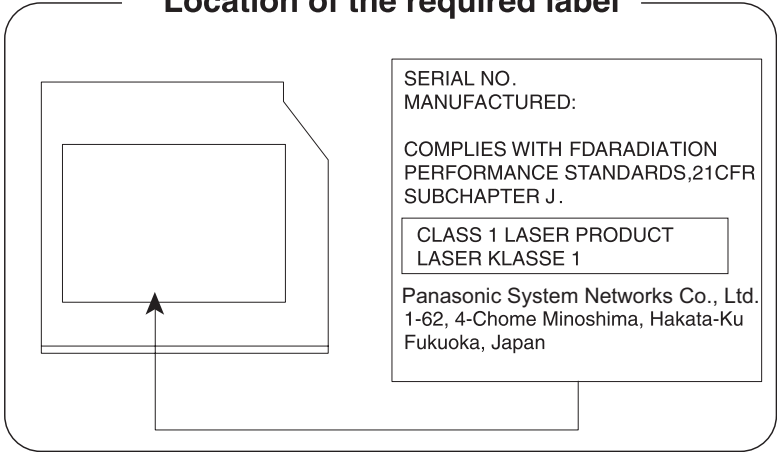 Location of the required label
SERIAL NO.
MANUFACTURED:
COMPLIES WITH FDARADIATION
PERFORMANCE STANDARDS,21CFR
SUBCHAPTER J.
CLASS 1 LASER PRODUCT
LASER KLASSE 1
Panasonic System Networks Co., Ltd.
1-62, 4-Chome Minoshima, Hakata-Ku
Fukuoka, Japan